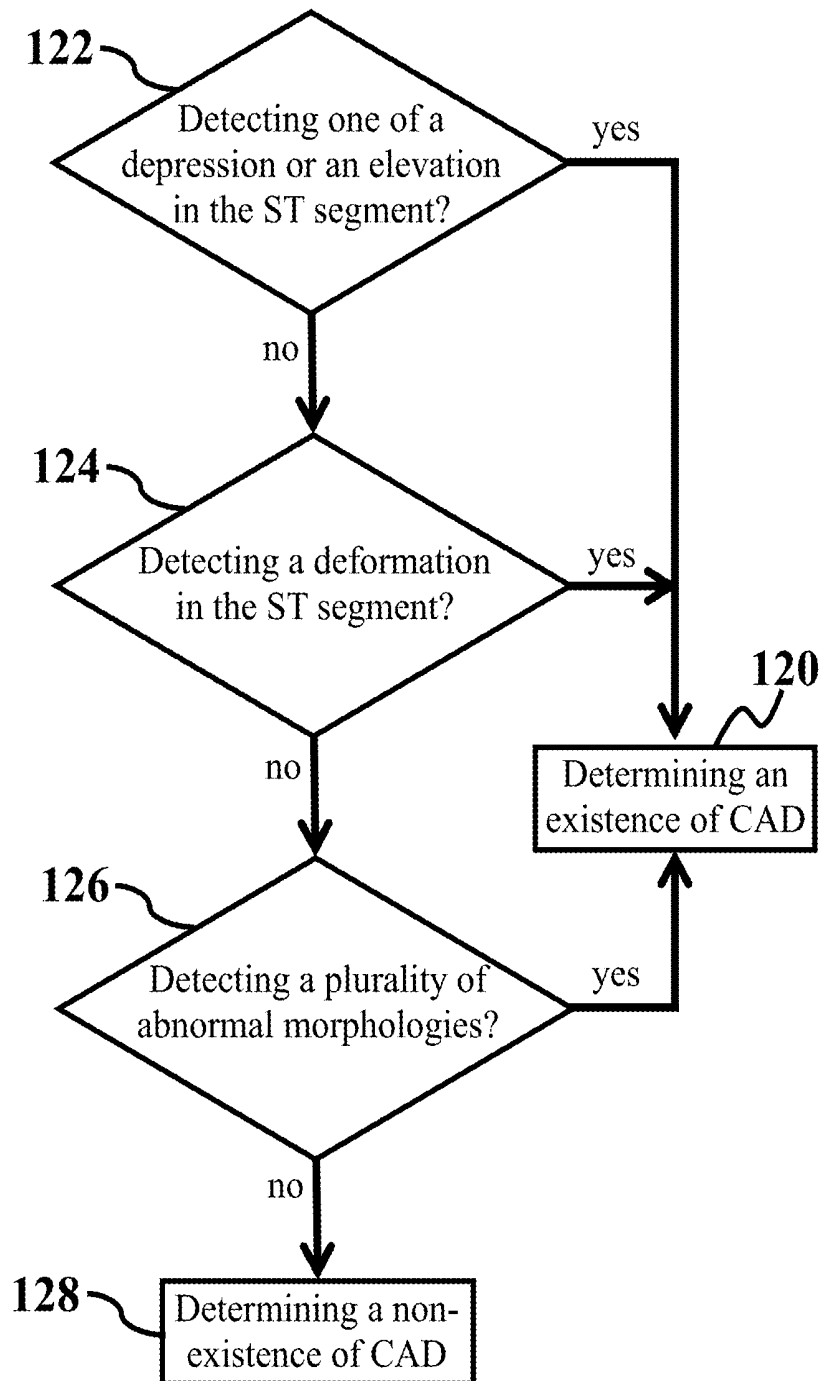 122
Detecting one of a
depression or an elevation
in the ST segment?
yes
no
124
Detecting a deformation
in the ST segment?
yes
no
120
Determining an
existence of CAD
126
Detecting a plurality of
abnormal morphologies?
yes
no
128
Determining a non-
existence of CAD